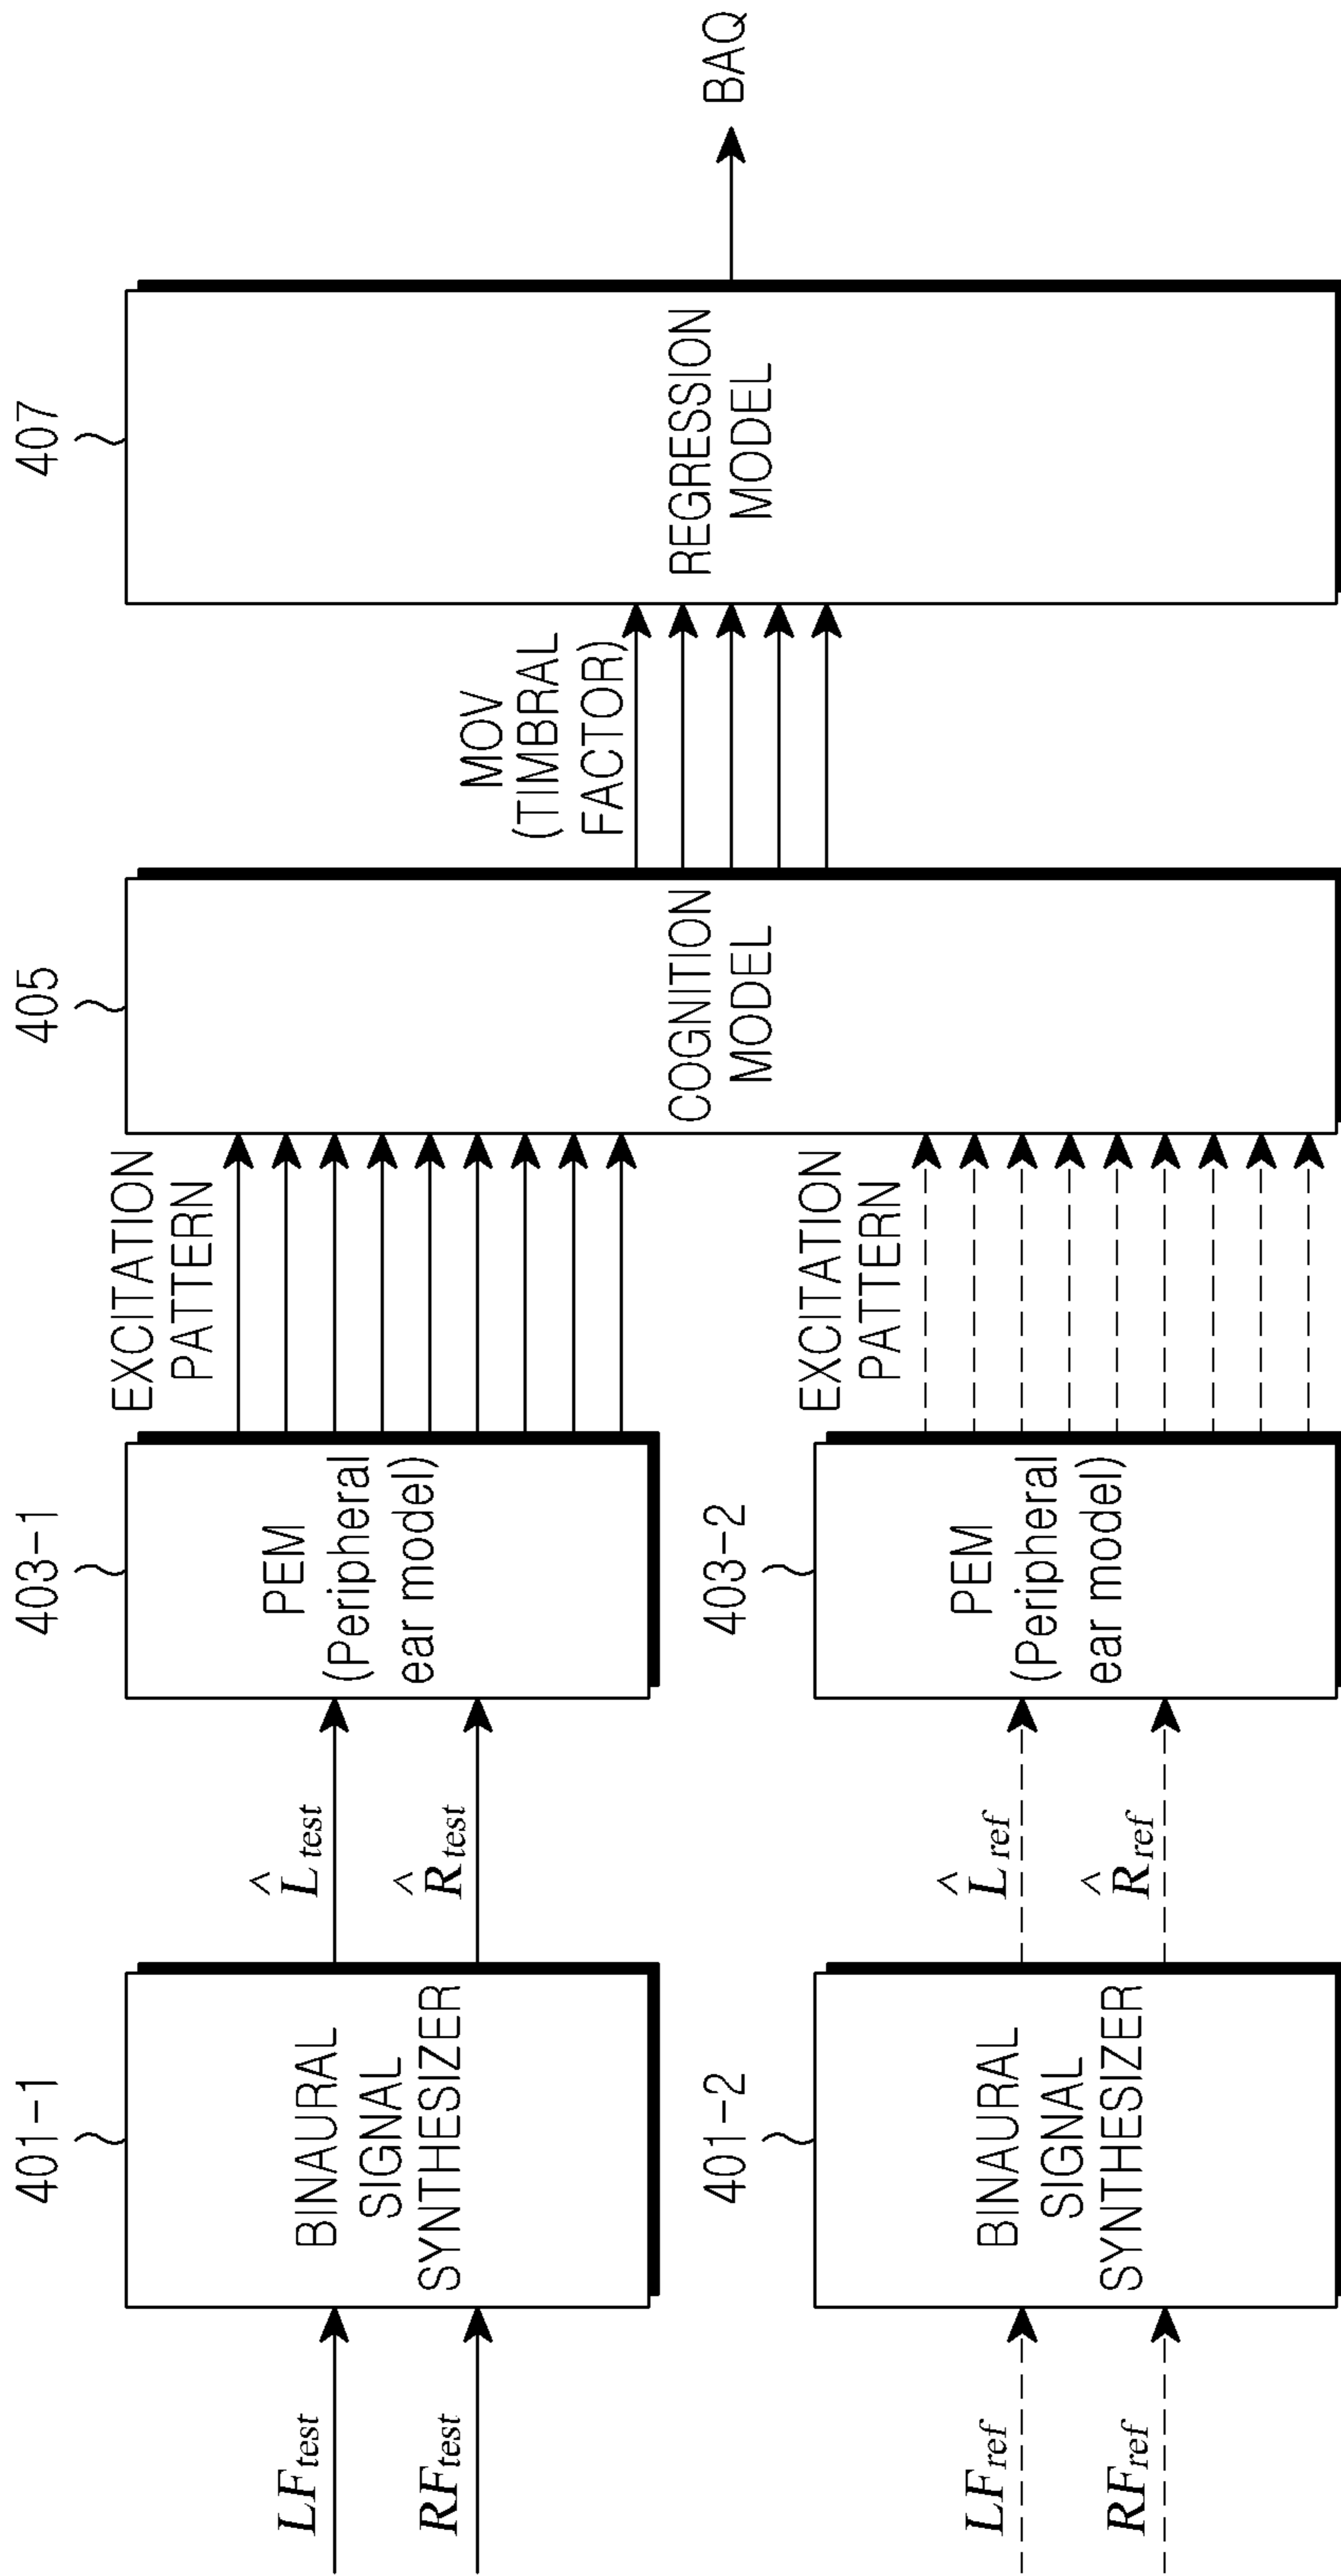 401-1
403-1
405
407
LFtest
RFtest
BINAURAL
SIGNAL
SYNTHESIZER
L̂test
R̂test
PEM
(Peripheral
ear model)
EXCITATION
PATTERN
COGNITION
MODEL
MOV
(TIMBRAL
FACTOR)
REGRESSION
MODEL
BAQ
401-2
403-2
LFref
RFref
BINAURAL
SIGNAL
SYNTHESIZER
L̂ref
R̂ref
PEM
(Peripheral
ear model)
EXCITATION
PATTERN